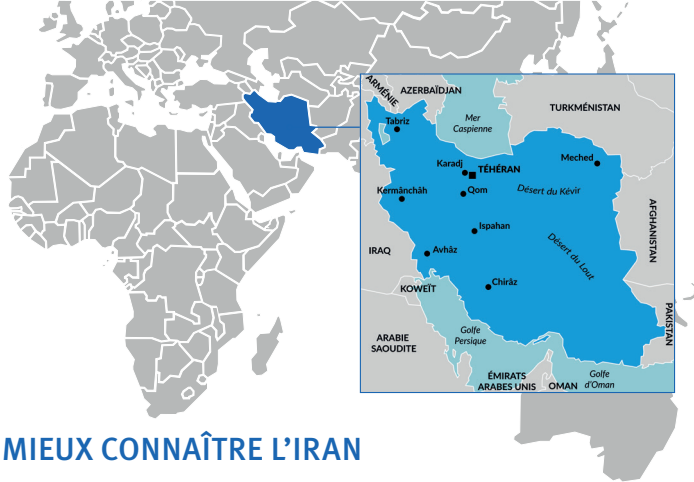 ARMÉNIE
AZERBAÏDJAN
TURKMÉNISTAN
Mer
Caspienne
Tabriz
Karadj
TÉHÉRAN
Meched
Kermânchâh
Qom
Désert du Kévir
AFGHANISTAN
Ispahan
Désert du Lout
IRAQ
Avhâz
KOWEÏT
Chirâz
PAKISTAN
ARABIE
SAOUDITE
Golfe
Persique
ÉMIRATS
ARABES UNIS
OMAN
Golfe
d'Oman
MIEUX CONNAÎTRE L'IRAN